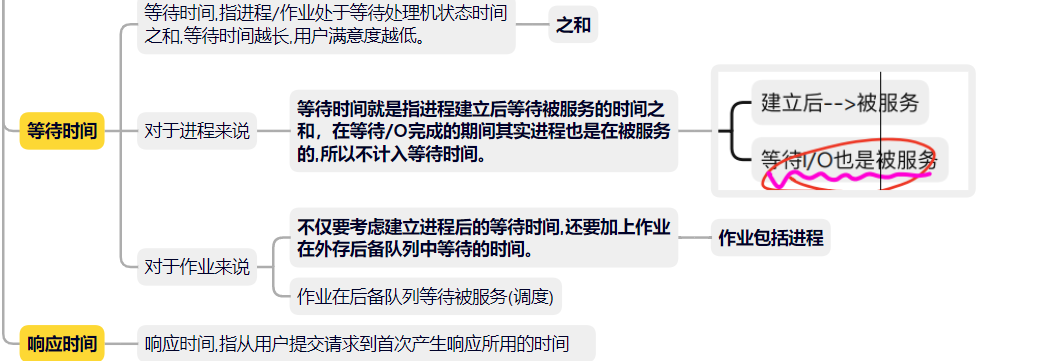 等待时间,指进程/作业处于等待处理机状态时间
之和,等待时间越长,用户满意度越低。
之和
等待时间
对于进程来说
等待时间就是指进程建立后等待被服务的时间之
和，在等待/O完成的期间其实进程也是在被服务
的,所以不计入等待时间。
建立后-->被服务
等待I/O也是被服务
对于作业来说
不仅要考虑建立进程后的等待时间,还要加上作业
在外存后备队列中等待的时间。
作业包括进程
作业在后备队列等待被服务(调度)
响应时间
响应时间,指从用户提交请求到首次产生响应所用的时间